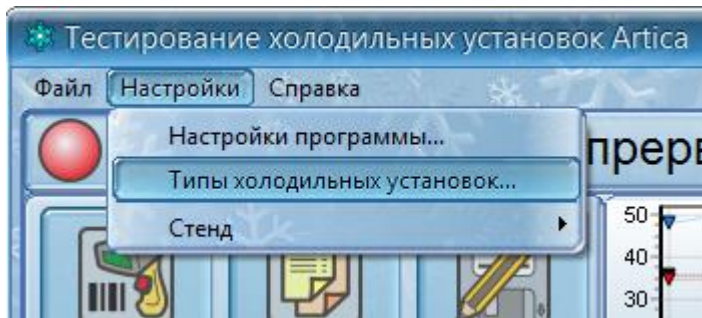 Тестирование холодильных установок Artica
Файл Настройки Справка
Настройки программы...
Типы холодильных установок...
Стенд
50
40
30